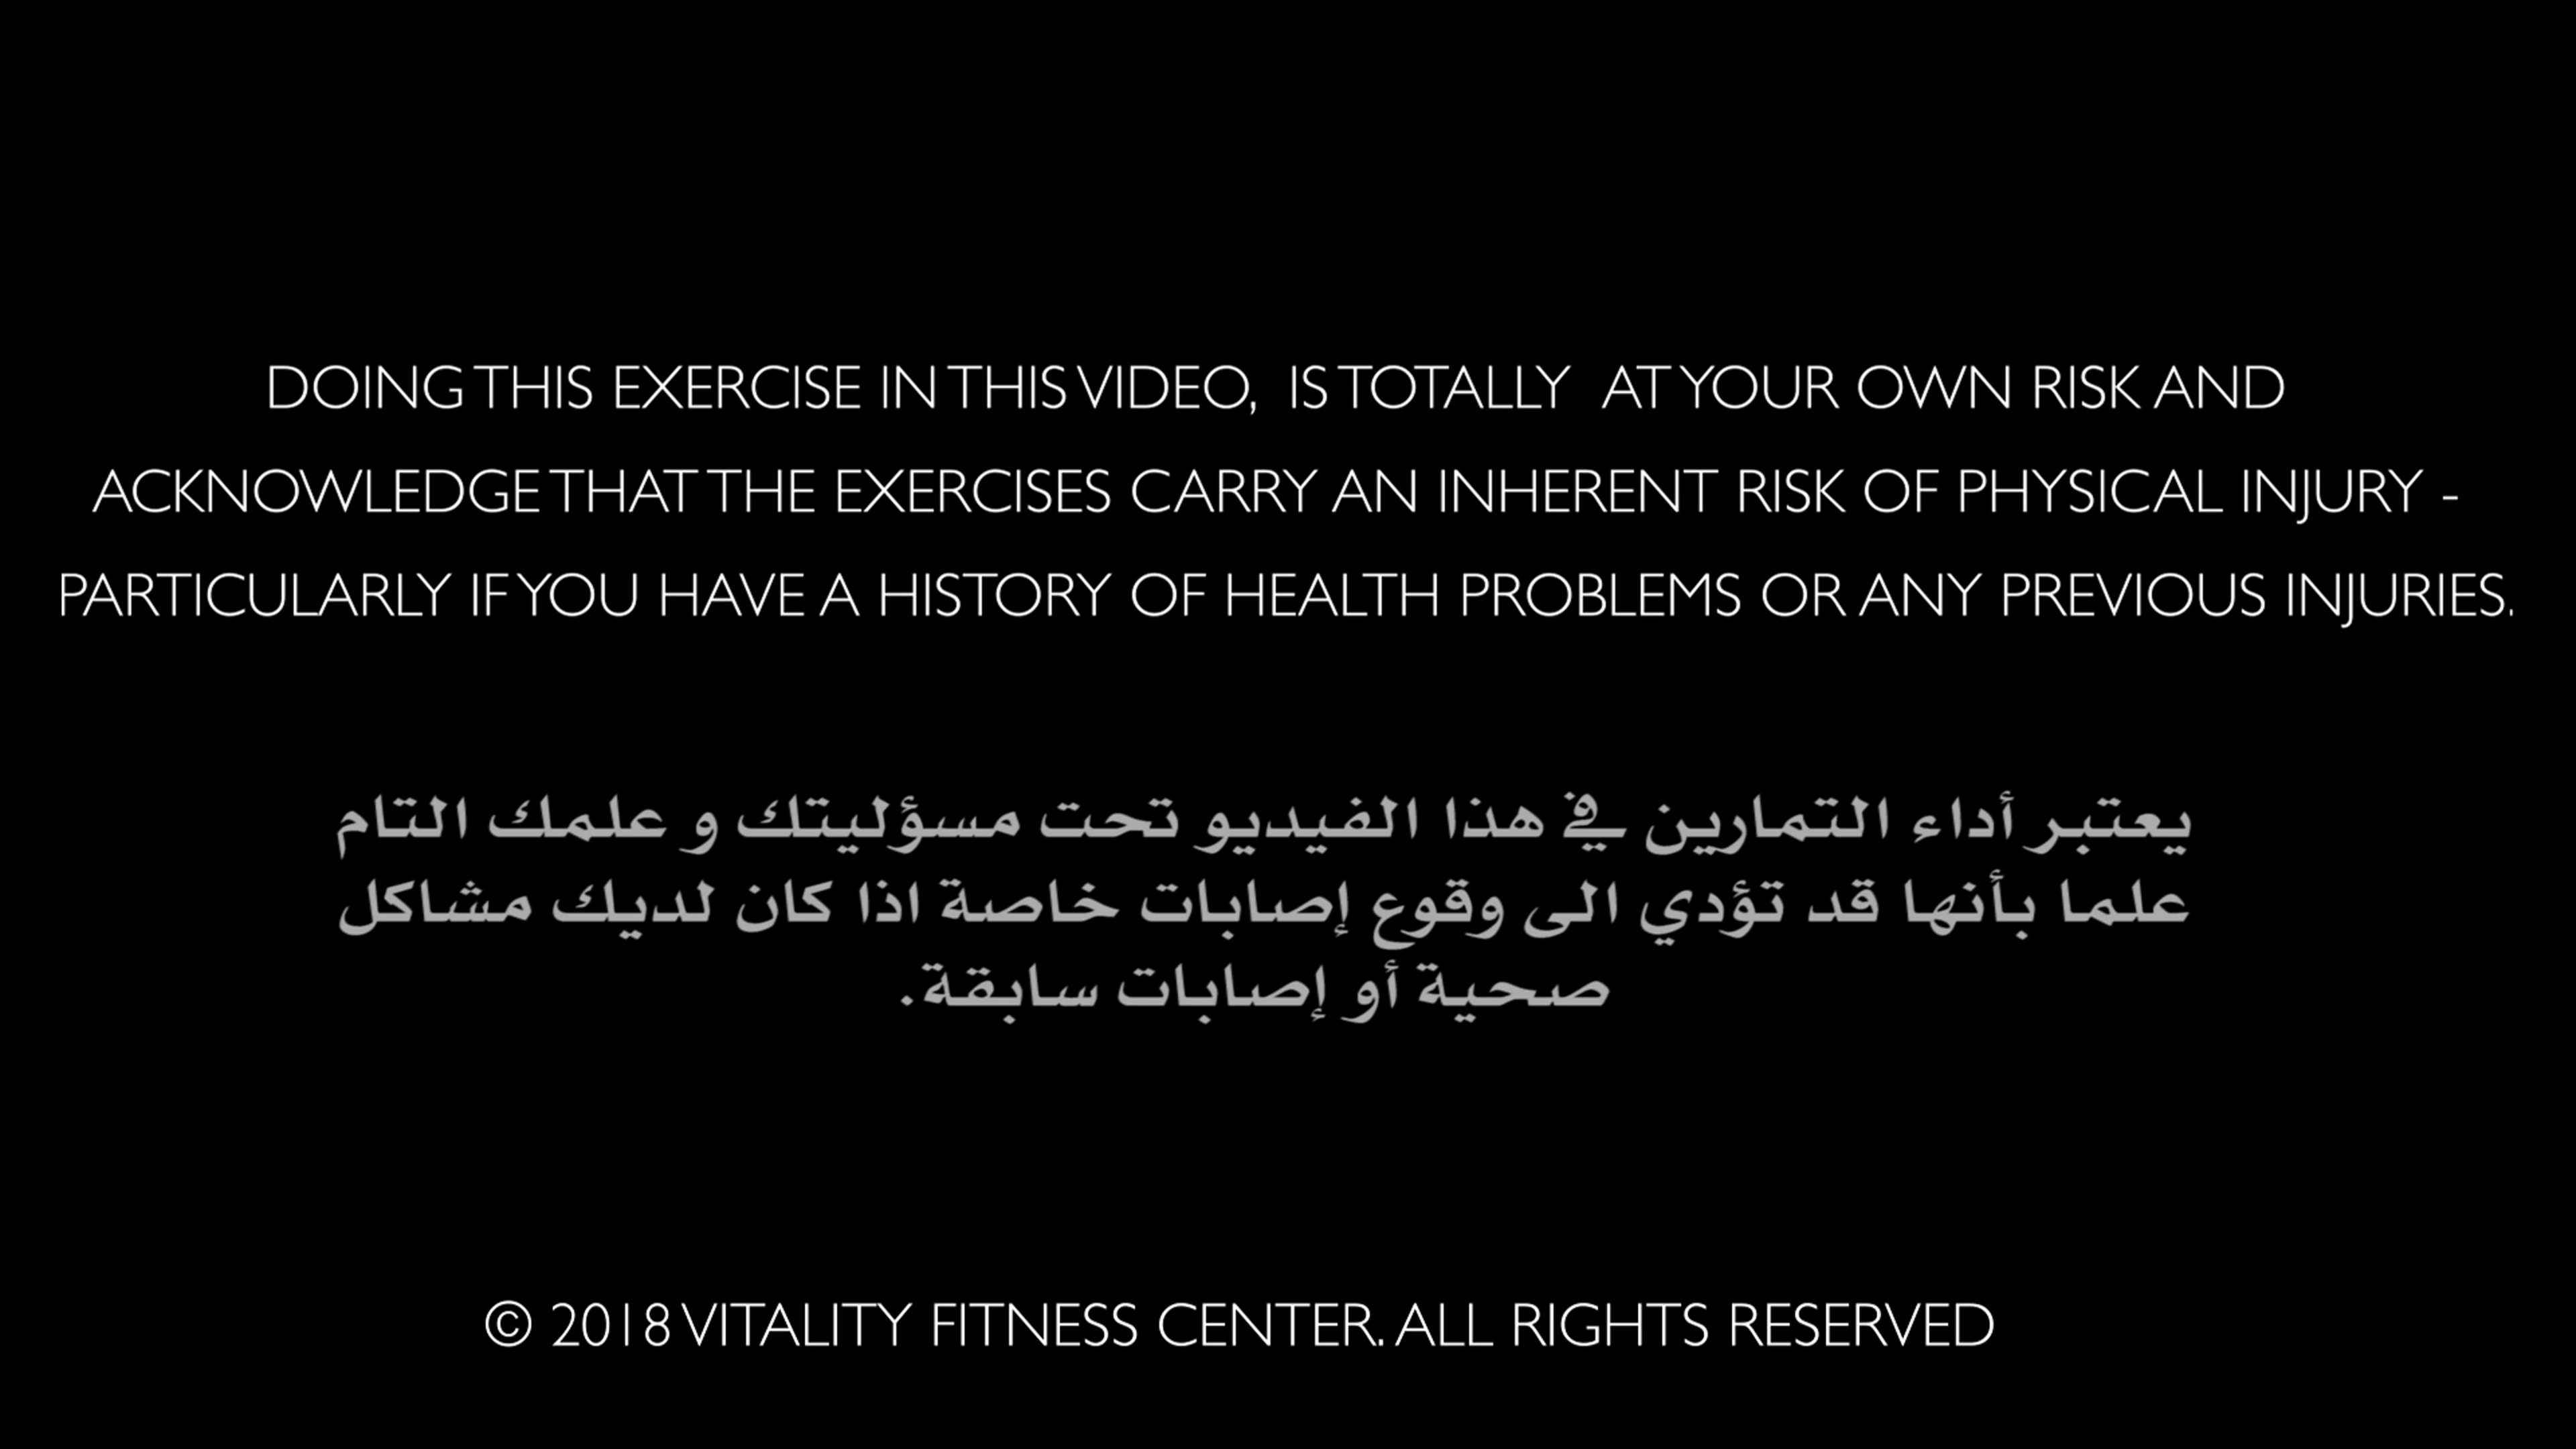 DOING THIS EXERCISE IN THIS VIDEO, IS TOTALLY AT YOUR OWN RISK AND
ACKNOWLEDGE THAT THE EXERCISES CARRY AN INHERENT RISK OF PHYSICAL INJURY -
PARTICULARLY IF YOU HAVE A HISTORY OF HEALTH PROBLEMS OR ANY PREVIOUS INJURIES.
يعتبر أداء التمارين في هذا الفيديو تحت مسؤليتك و علمك التام
علما بأنها قد تؤدي الى وقوع إصابات خاصة اذا كان لديك مشاكل
صحية أو إصابات سابقة.
© 2018 VITALITY FITNESS CENTER. ALL RIGHTS RESERVED